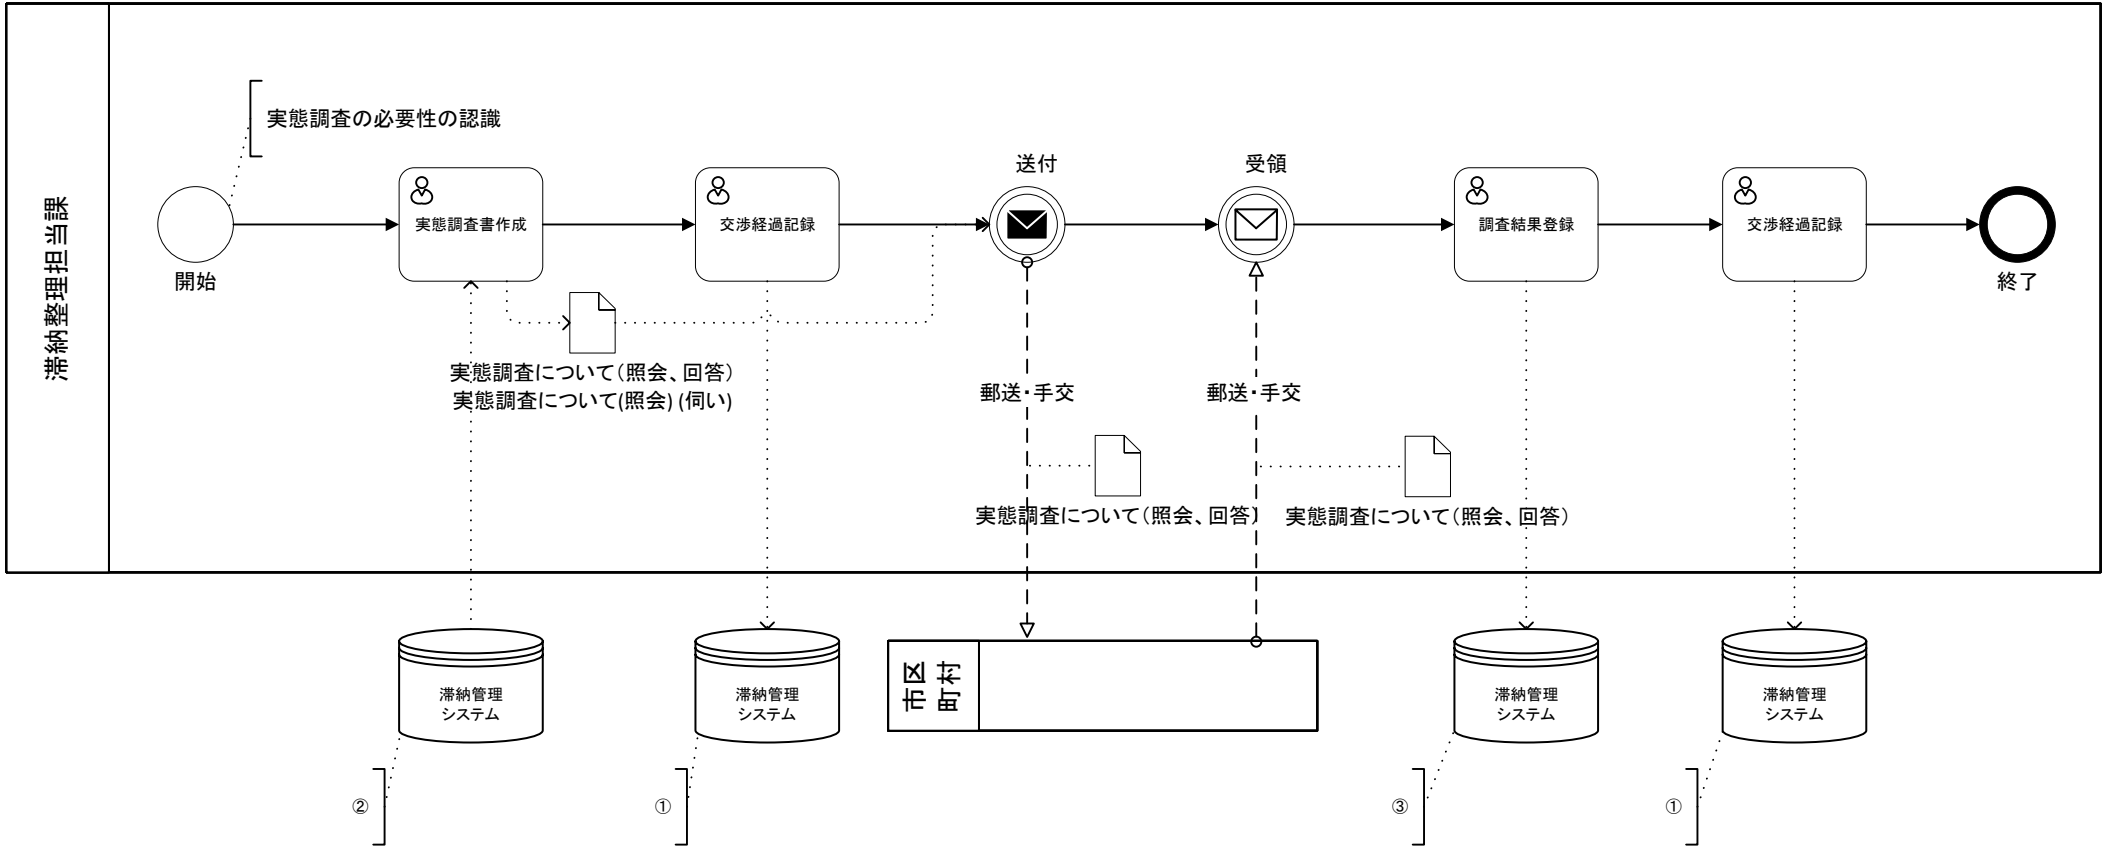 滞納整理担当課
実態調査の必要性の認識
開始
実態調査書作成
交渉経過記録
送付
受領
調査結果登録
交渉経過記録
終了
実態調査について（照会、回答）
実態調査について(照会) (伺い)
郵送・手交
郵送・手交
実態調査について（照会、回答）
実態調査について（照会、回答）
滞納管理
システム
滞納管理
システム
市区
町村
滞納管理
システム
滞納管理
システム
②
①
③
①